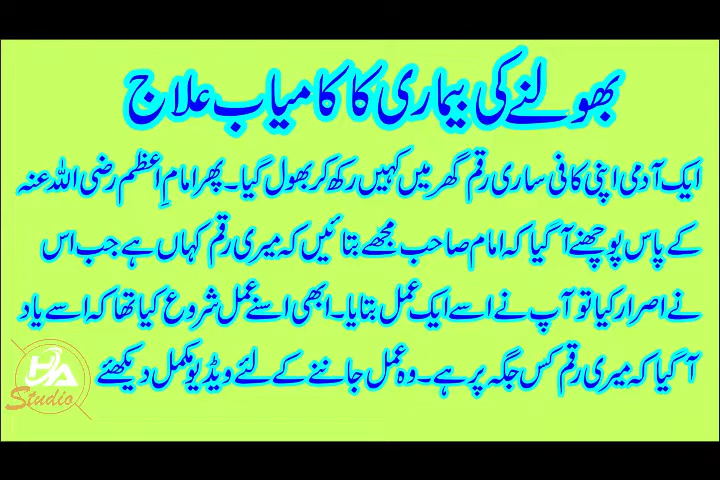 بھولنے کی بیماری کا کامیاب علاج
ایک آدمی اپنی کافی ساری رقم گھر میں کہیں رکھ کر بھول گیا۔ پھر امامِ اعظم رضی اللہ عنہ
کے پاس پوچھنے آ گیا کہ امام صاحب مجھے بتائیں کہ میری رقم کہاں ہے جب اس
نے اصرار کیا تو آپ نے اسے ایک عمل بتایا۔ ابھی اسنے عمل شروع کیا تھا کہ اسے یاد
آ گیا کہ میری رقم کس جگہ پر ہے۔ وہ عمل جاننے کے لئے ویڈیو مکمل دیکھئے
HA
Studio